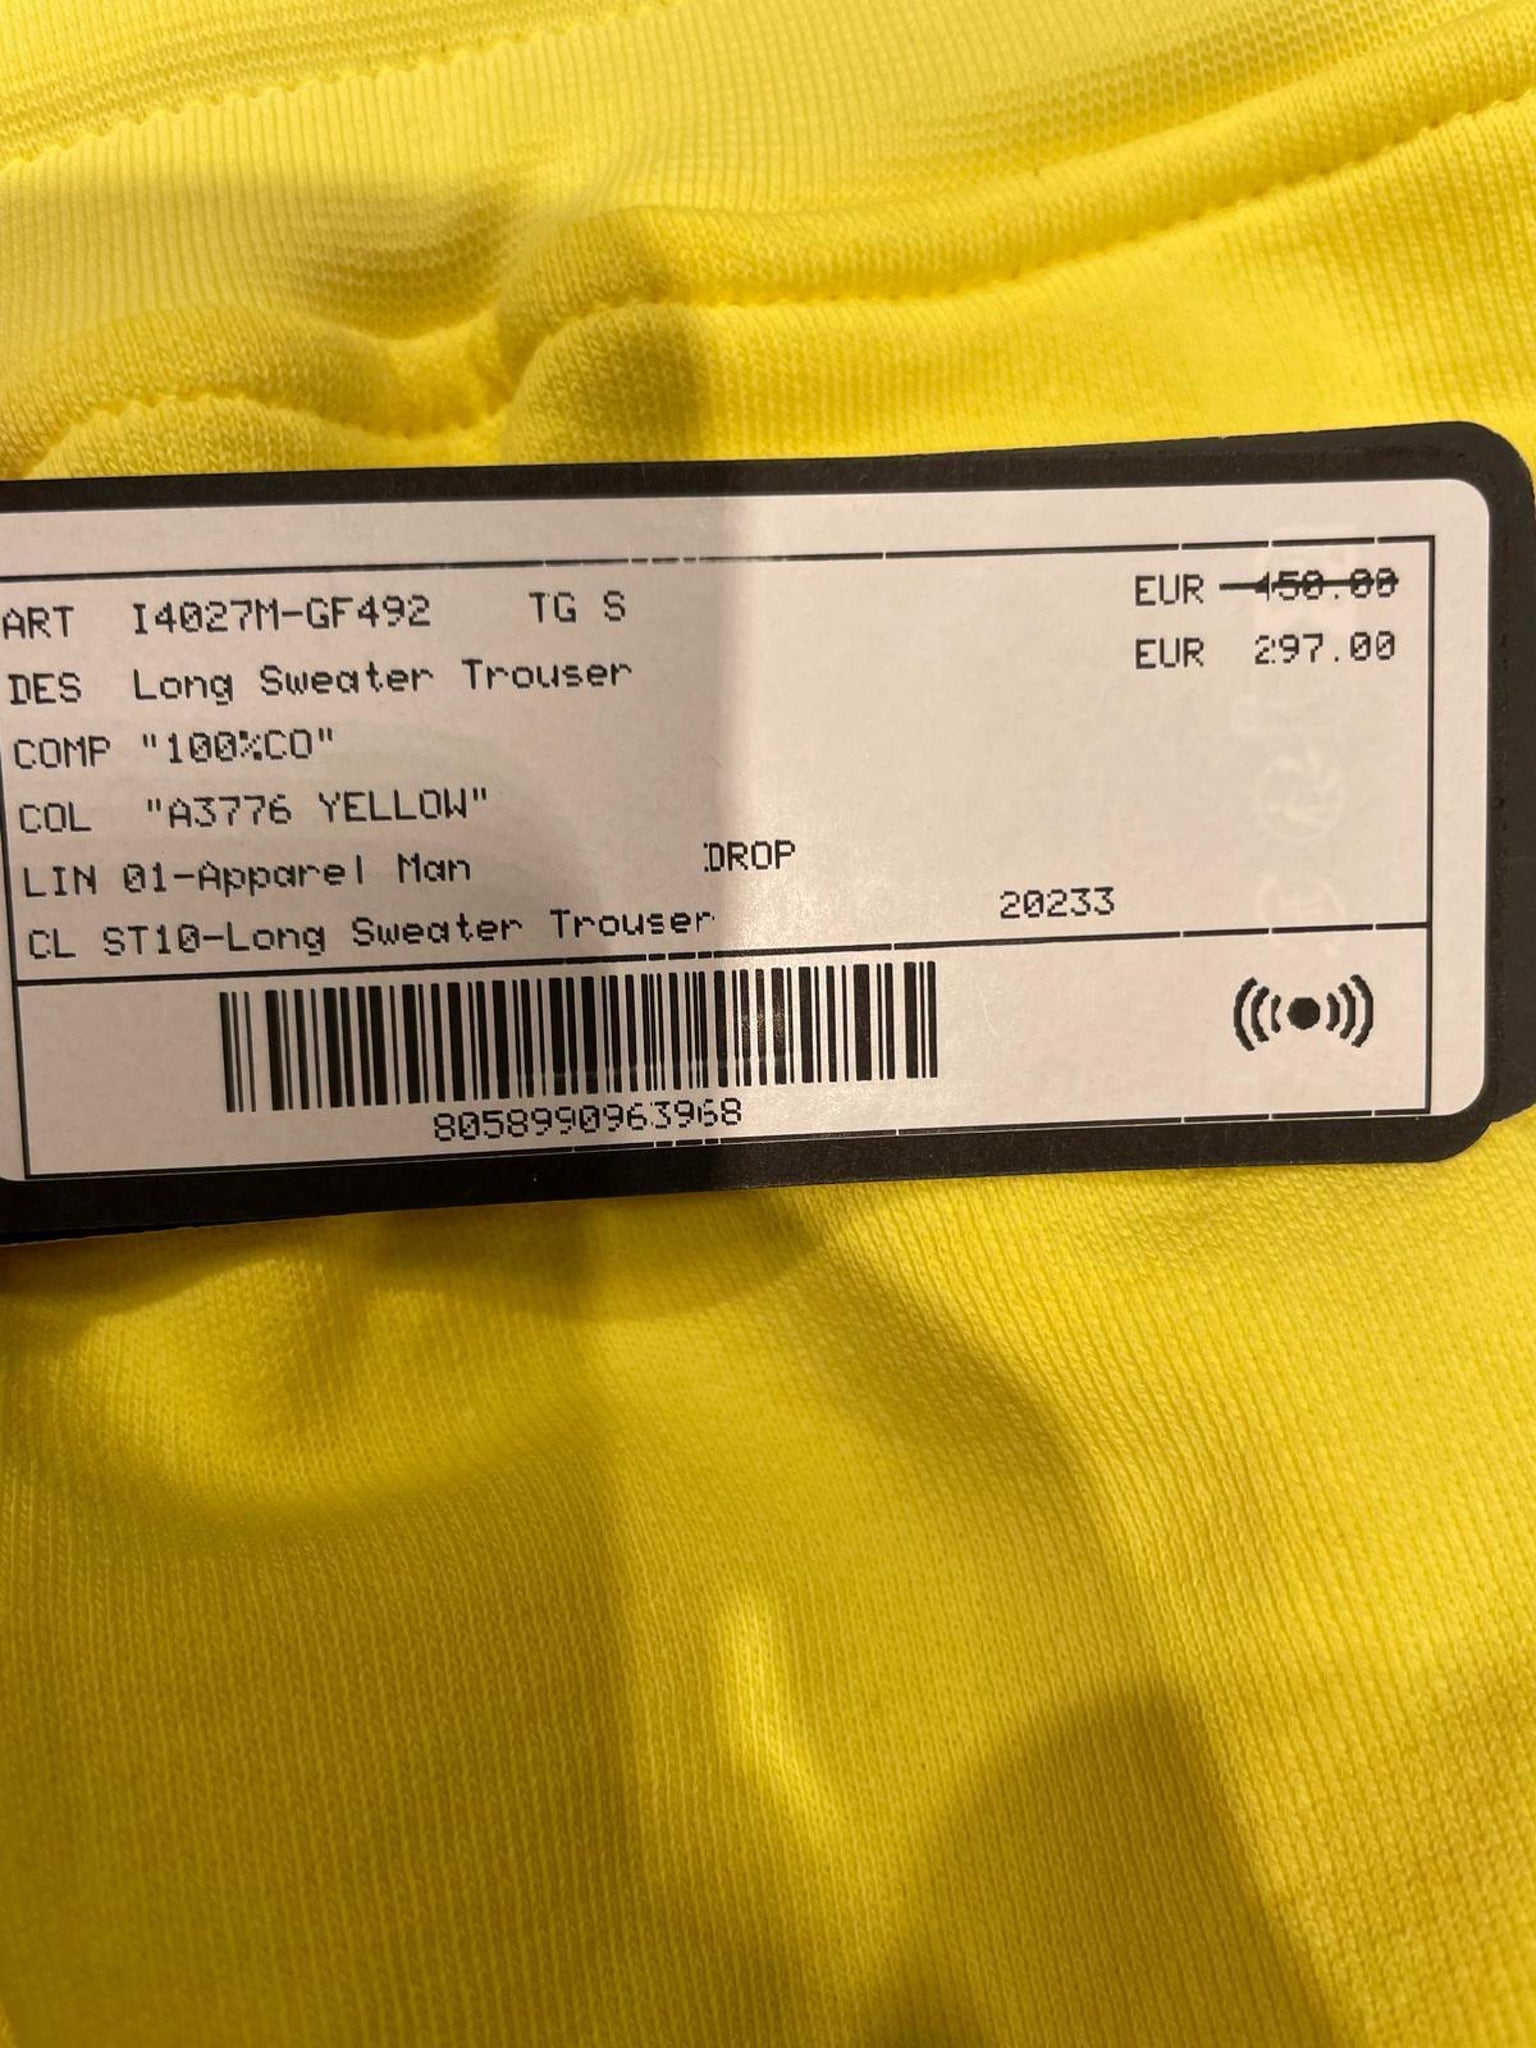 ART I4027M-GF492 TG S EUR 450.00
EUR 297.00
DES Long Sweater Trouser
COMP "100%CO"
COL "A3776 YELLOW"
LIN 01-Apparel Man DROP
CL ST10-Long Sweater Trouser 20233
8058990963968